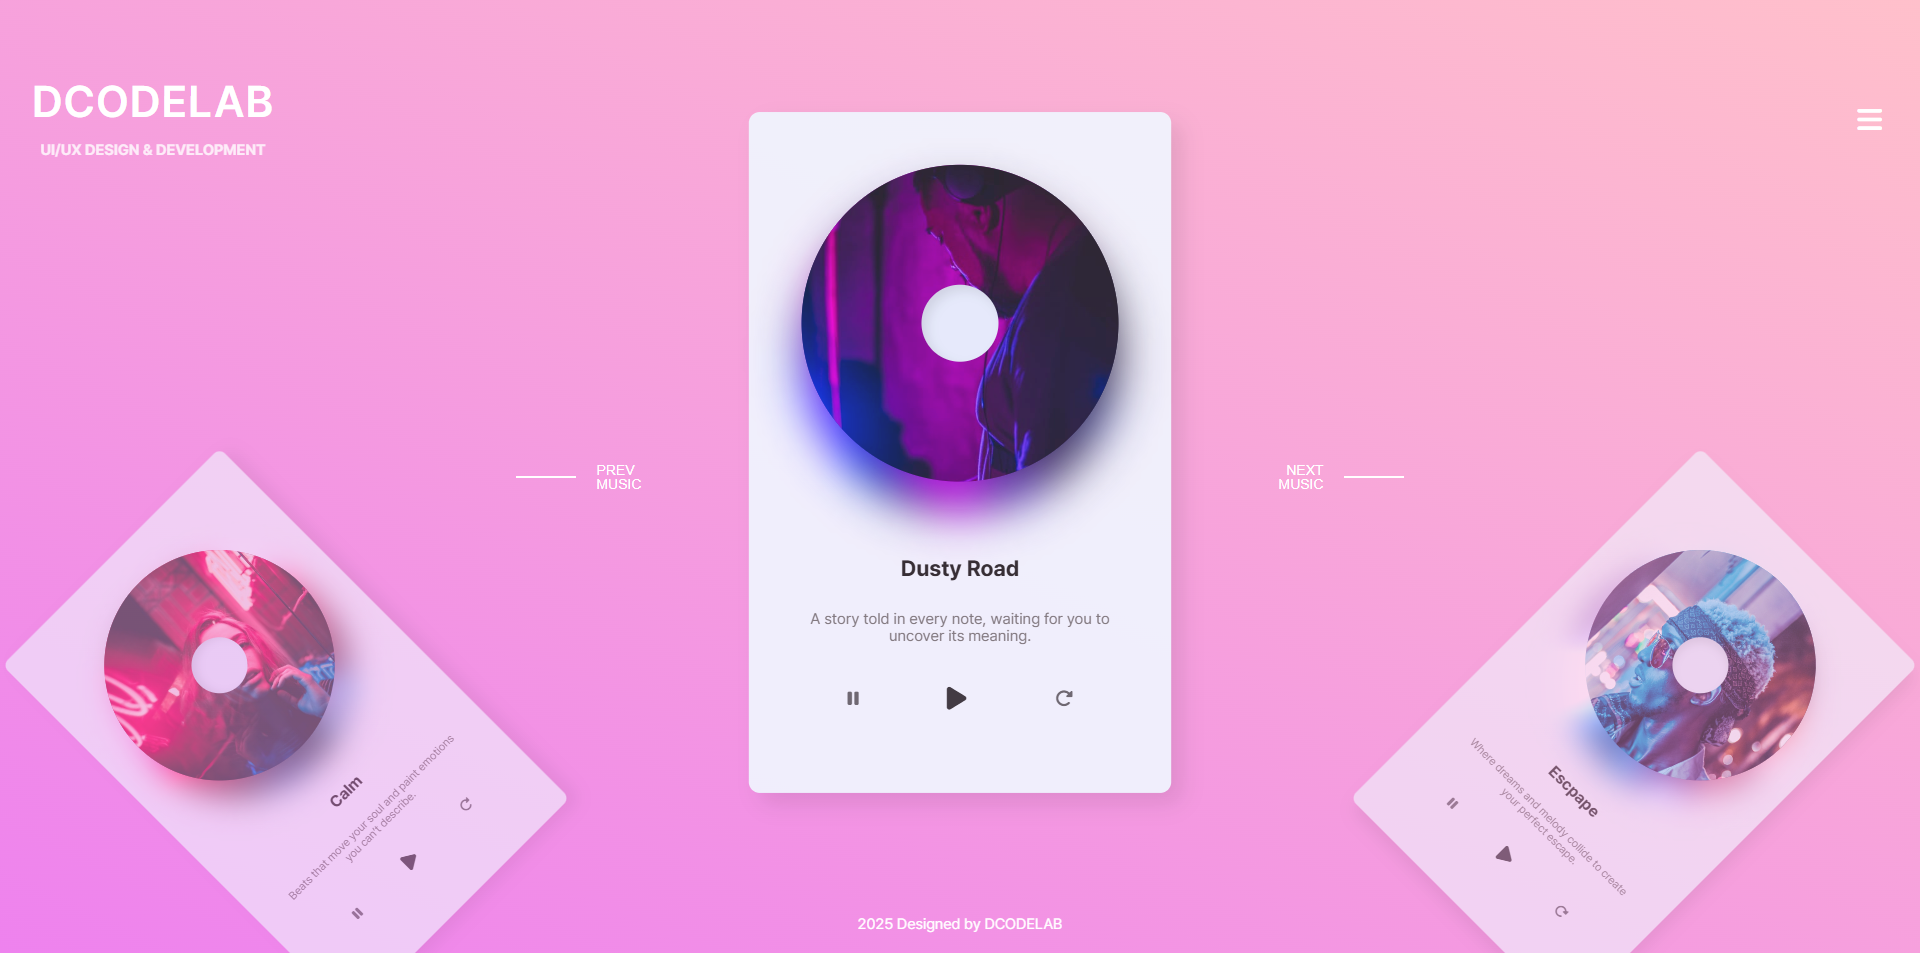 DCODELAB
UI/UX DESIGN & DEVELOPMENT
PREV
MUSIC
NEXT
MUSIC
Dusty Road
A story told in every note, waiting for you to
uncover its meaning.
Calm
Beats that move your soul and paint emotions
you can't describe.
Escpape
Where dreams and melody collide to create
your perfect escape.
2025 Designed by DCODELAB